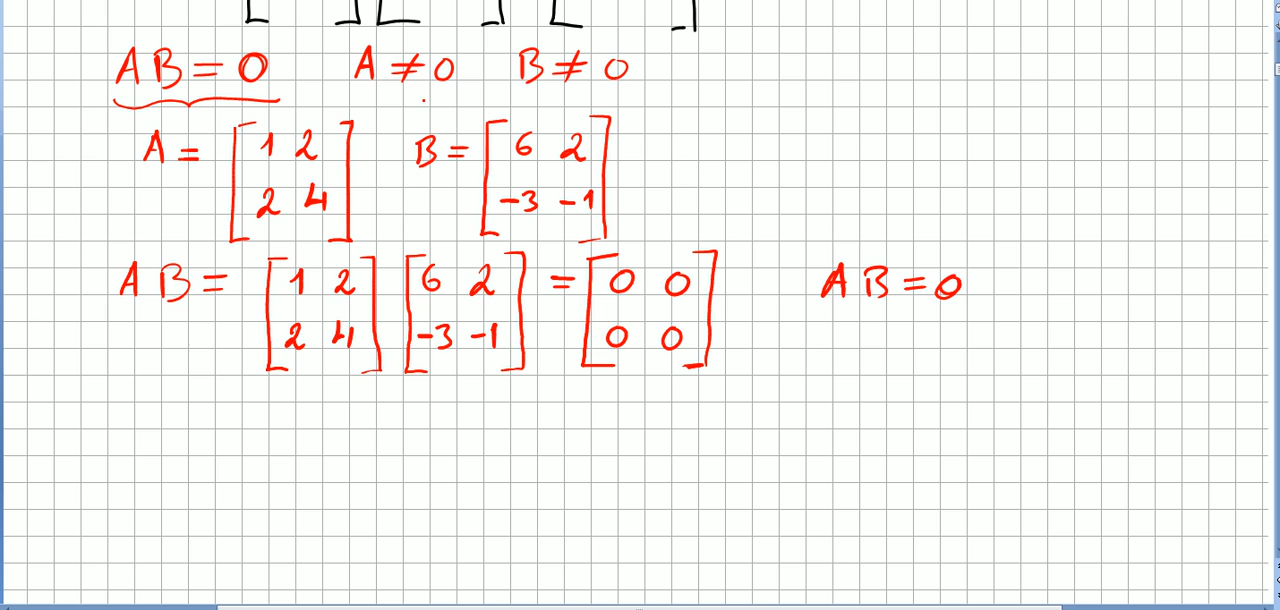 AB = 0 A ≠ 0 B ≠ 0
A = [1 2 B = [6 2
2 4] -3 -1]
AB = [1 2 [6 2 = [0 0 AB = 0
2 4] -3 -1] 0 0]